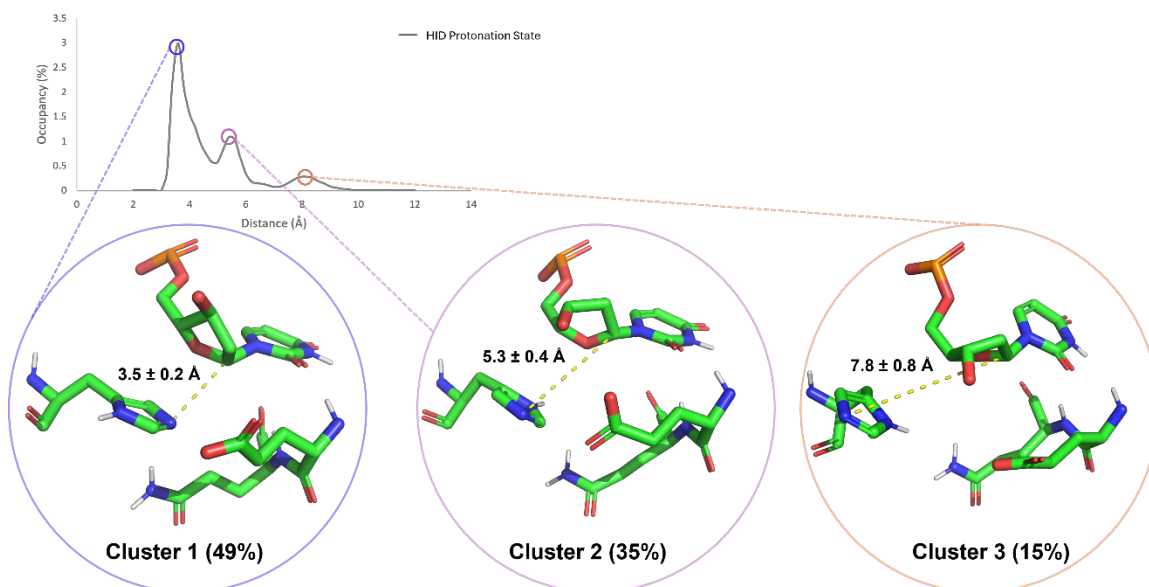 3.5
3
2.5
2
1.5
1
0.5
0
Occupancy (%)
HID Protonation State
0 2 4 6 8 10 12 14
Distance (Å)
3.5 ± 0.2 Å
5.3 ± 0.4 Å
7.8 ± 0.8 Å
Cluster 1 (49%)
Cluster 2 (35%)
Cluster 3 (15%)